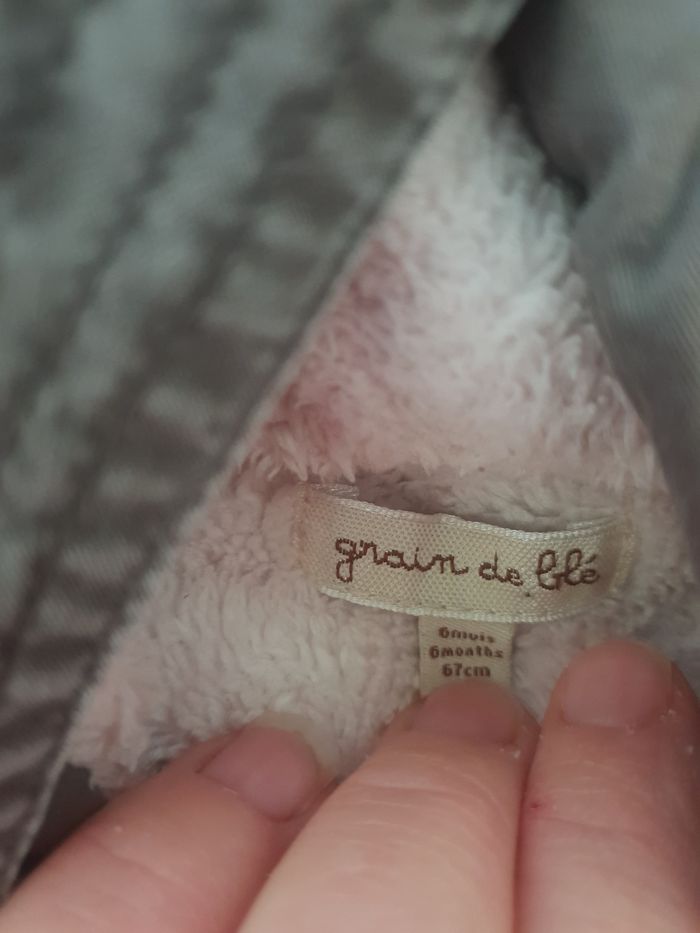 grain de blé
6mois
6months
67cm